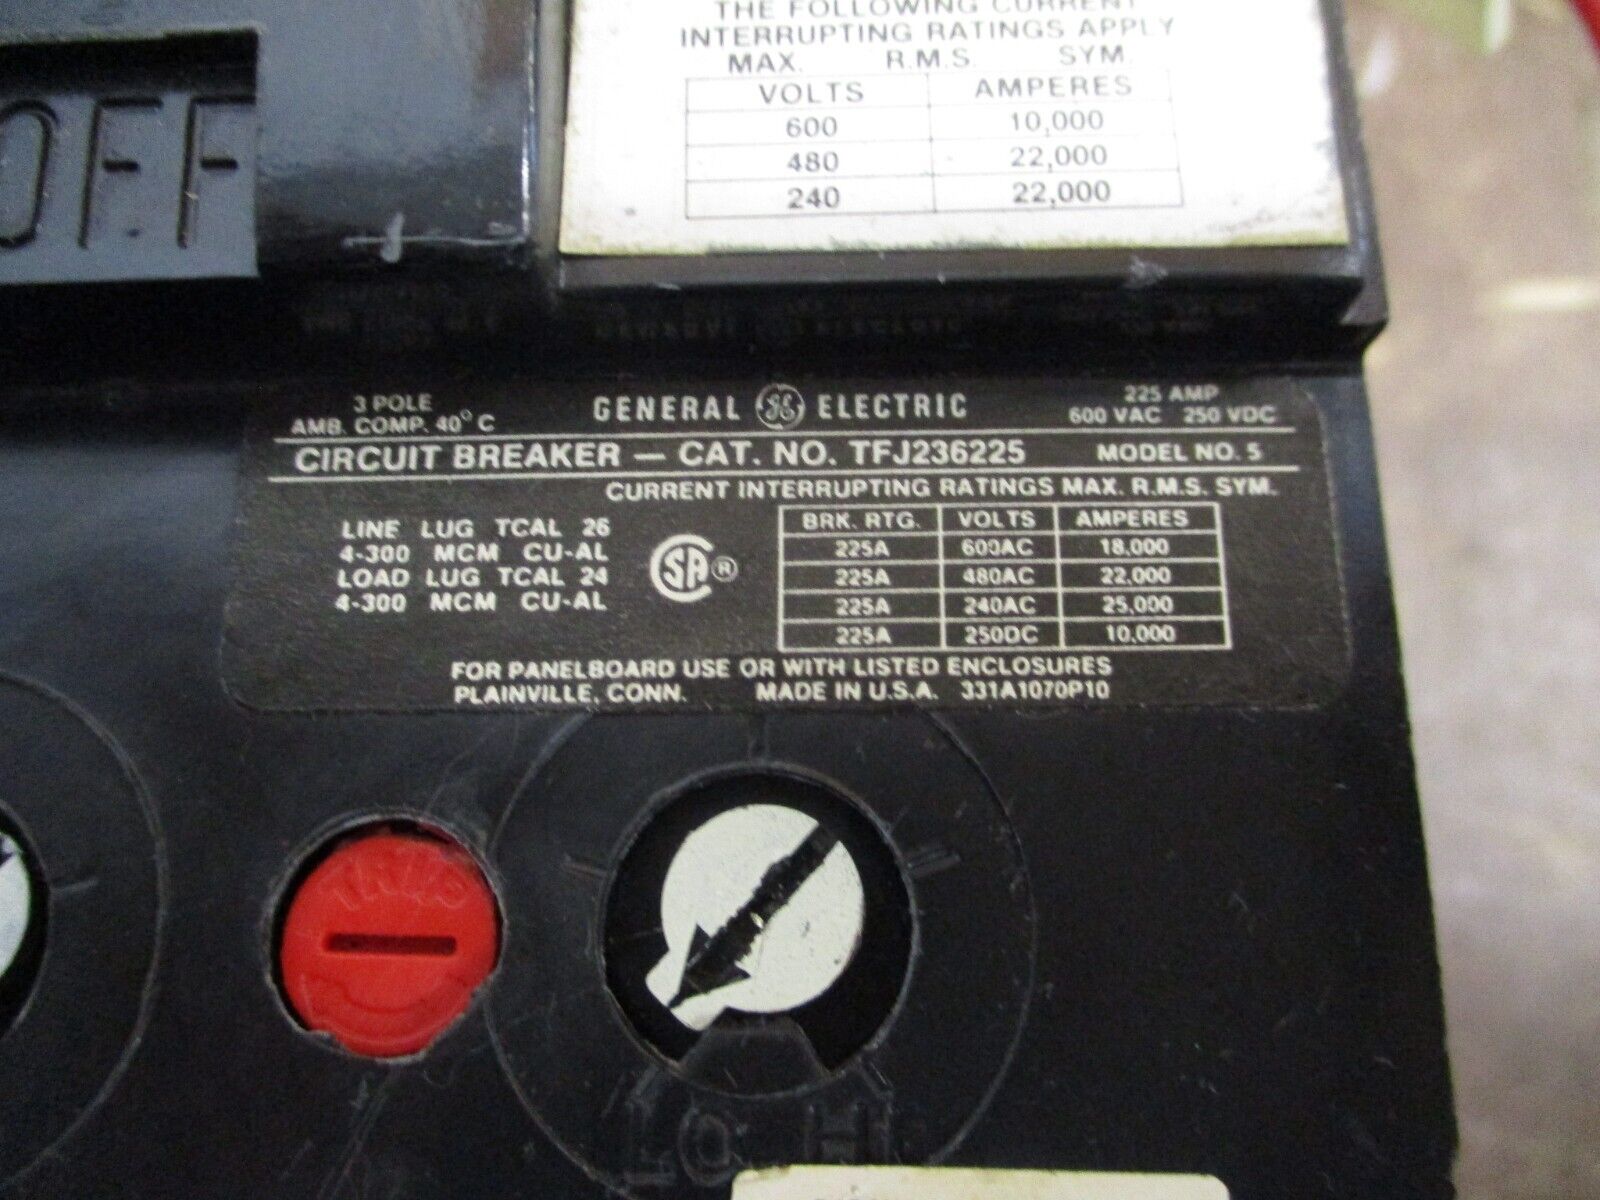 THE FOLLOWING CURRENT
INTERRUPTING RATINGS APPLY
MAX. R.M.S. SYM.
VOLTS AMPERES
600 10,000
480 22,000
240 22,000
OFF
3 POLE
AMB. COMP. 40° C
GENERAL GE ELECTRIC
225 AMP
600 VAC 250 VDC
CIRCUIT BREAKER — CAT. NO. TFJ236225 MODEL NO. 5
CURRENT INTERRUPTING RATINGS MAX. R.M.S. SYM.
LINE LUG TCAL 26
4-300 MCM CU-AL
LOAD LUG TCAL 24
4-300 MCM CU-AL
CSA ®
BRK. RTG. VOLTS AMPERES
225A 600AC 18,000
225A 480AC 22,000
225A 240AC 25,000
225A 250DC 10,000
FOR PANELBOARD USE OR WITH LISTED ENCLOSURES
PLAINVILLE, CONN. MADE IN U.S.A. 331A1070P10
LO HI